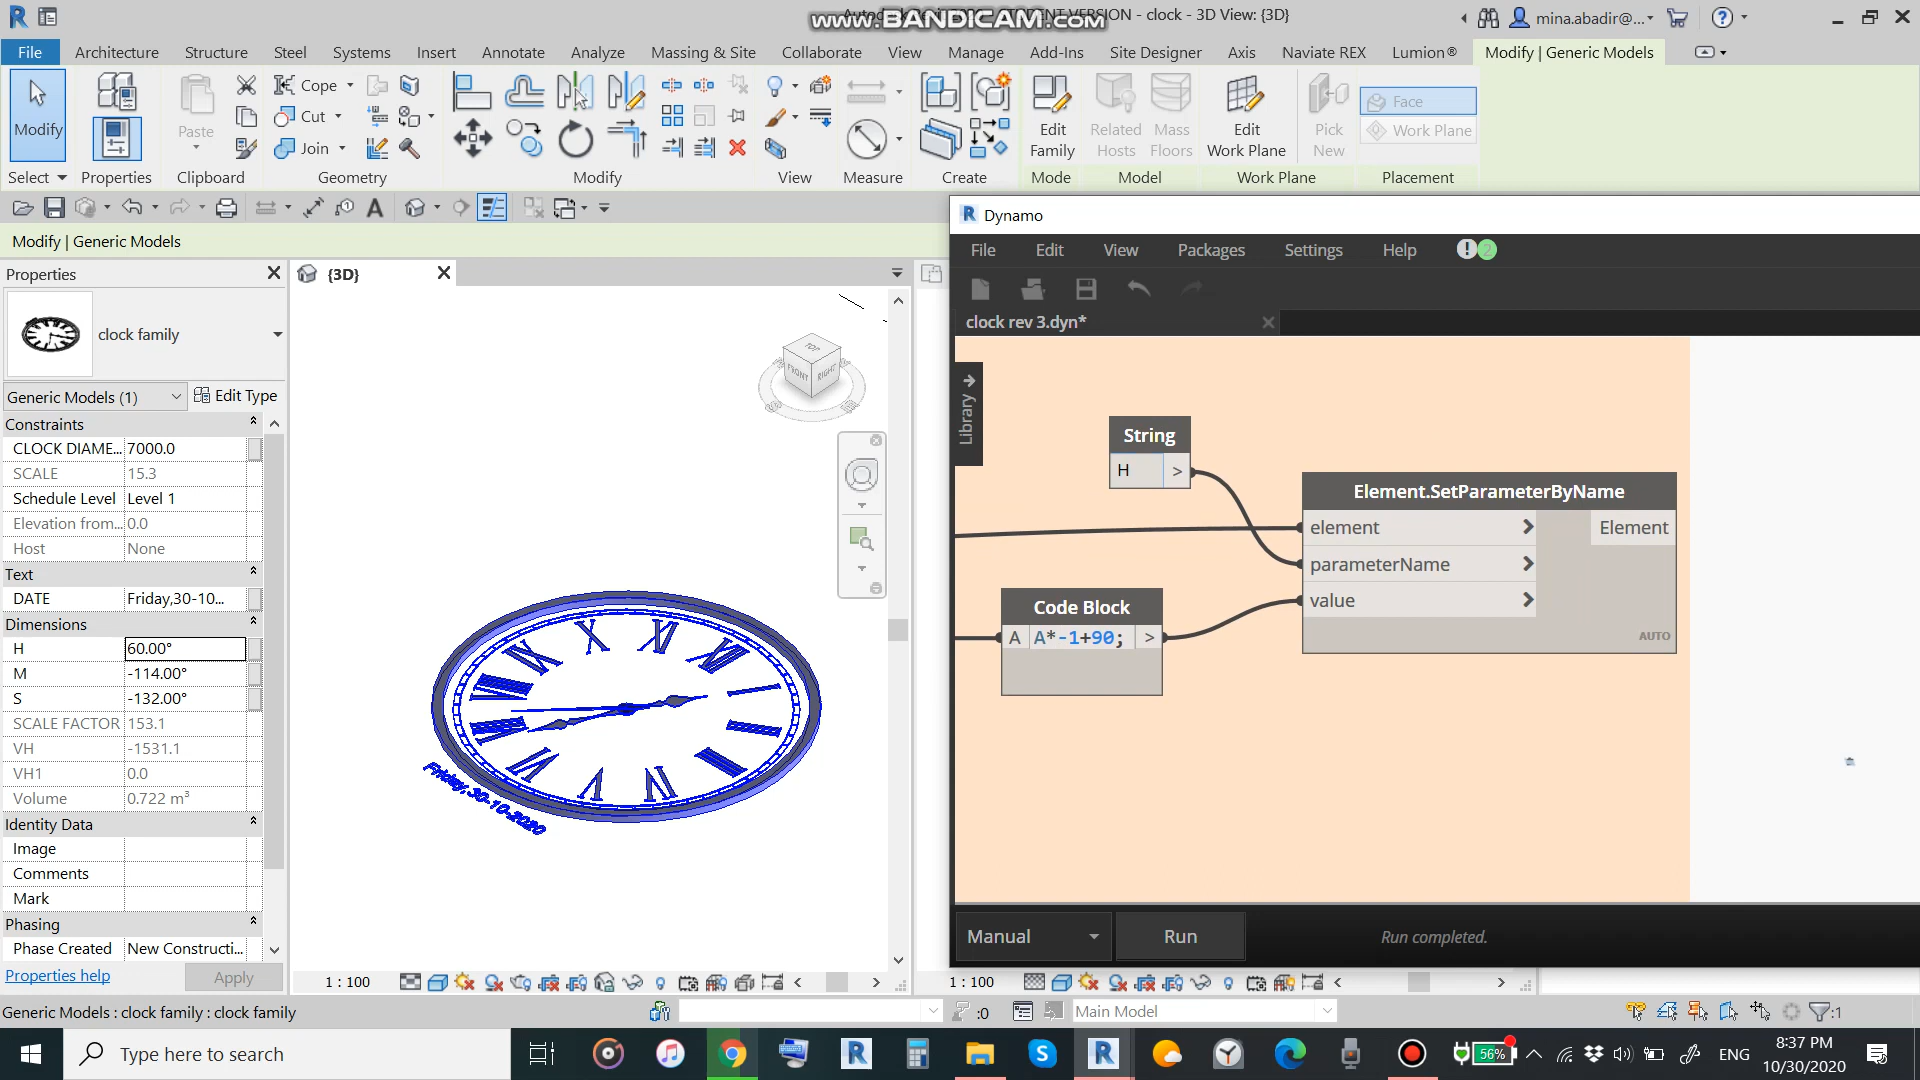 www.BANDICAM.com
VERSION - clock - 3D View: {3D}
mina.abadir@...
File Architecture Structure Steel Systems Insert Annotate Analyze Massing & Site Collaborate View Manage Add-Ins Site Designer Axis Naviate REX Lumion® Modify | Generic Models
Modify
Paste
Cope
Cut
Join
Edit Family
Related Hosts
Mass Floors
Edit Work Plane
Pick New
Face
Work Plane
Select Properties Clipboard Geometry Modify View Measure Create Mode Model Work Plane Placement
Modify | Generic Models
Properties
clock family
Generic Models (1)
Edit Type
Constraints
CLOCK DIAME... 7000.0
SCALE 15.3
Schedule Level Level 1
Elevation from... 0.0
Host None
Text
DATE Friday,30-10...
Dimensions
H 60.00°
M -114.00°
S -132.00°
SCALE FACTOR 153.1
VH -1531.1
VH1 0.0
Volume 0.722 m³
Identity Data
Image
Comments
Mark
Phasing
Phase Created New Constructi...
Properties help
Apply
{3D}
TOP
FRONT
RIGHT
Friday,30-10-2020
1 : 100
Dynamo
File Edit View Packages Settings Help
2
clock rev 3.dyn*
Library
String
H >
Code Block
A A*-1+90; >
Element.SetParameterByName
element
parameterName
value
Element
AUTO
Manual
Run
Run completed.
1 : 100
Generic Models : clock family : clock family
:0
Main Model
:1
Type here to search
56%
ENG
8:37 PM
10/30/2020